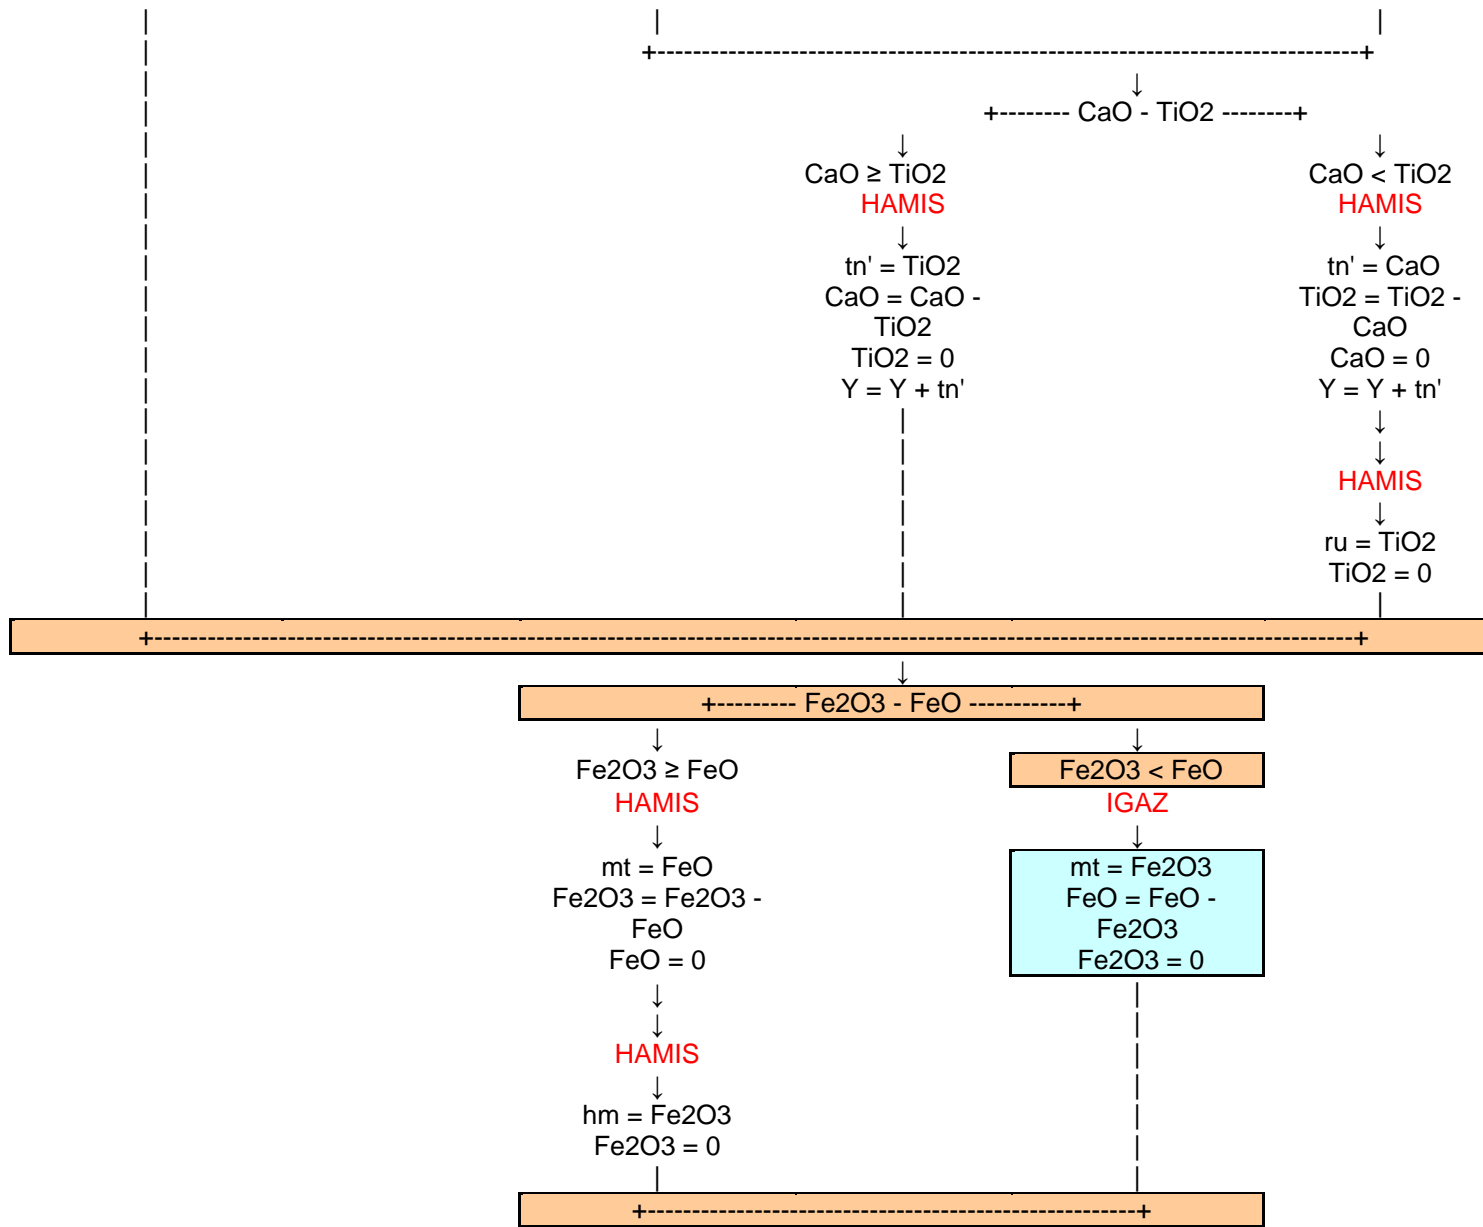 +--------------------------------------------------------------------------------+
↓
+-------- CaO - TiO2 --------+
↓ ↓
CaO ≥ TiO2 CaO < TiO2
HAMIS HAMIS
↓ ↓
tn' = TiO2 tn' = CaO
CaO = CaO - TiO2 = TiO2 -
TiO2 CaO
TiO2 = 0 CaO = 0
Y = Y + tn' Y = Y + tn'
↓
↓
HAMIS
↓
ru = TiO2
TiO2 = 0
+----------------------------------------------------------------------------------------------------------------------------------------+
↓
+--------- Fe2O3 - FeO -----------+
↓ ↓
Fe2O3 ≥ FeO Fe2O3 < FeO
HAMIS IGAZ
↓ ↓
mt = FeO mt = Fe2O3
Fe2O3 = Fe2O3 - FeO = FeO -
FeO Fe2O3
FeO = 0 Fe2O3 = 0
↓
↓
HAMIS
↓
hm = Fe2O3
Fe2O3 = 0
+--------------------------------------------------------+